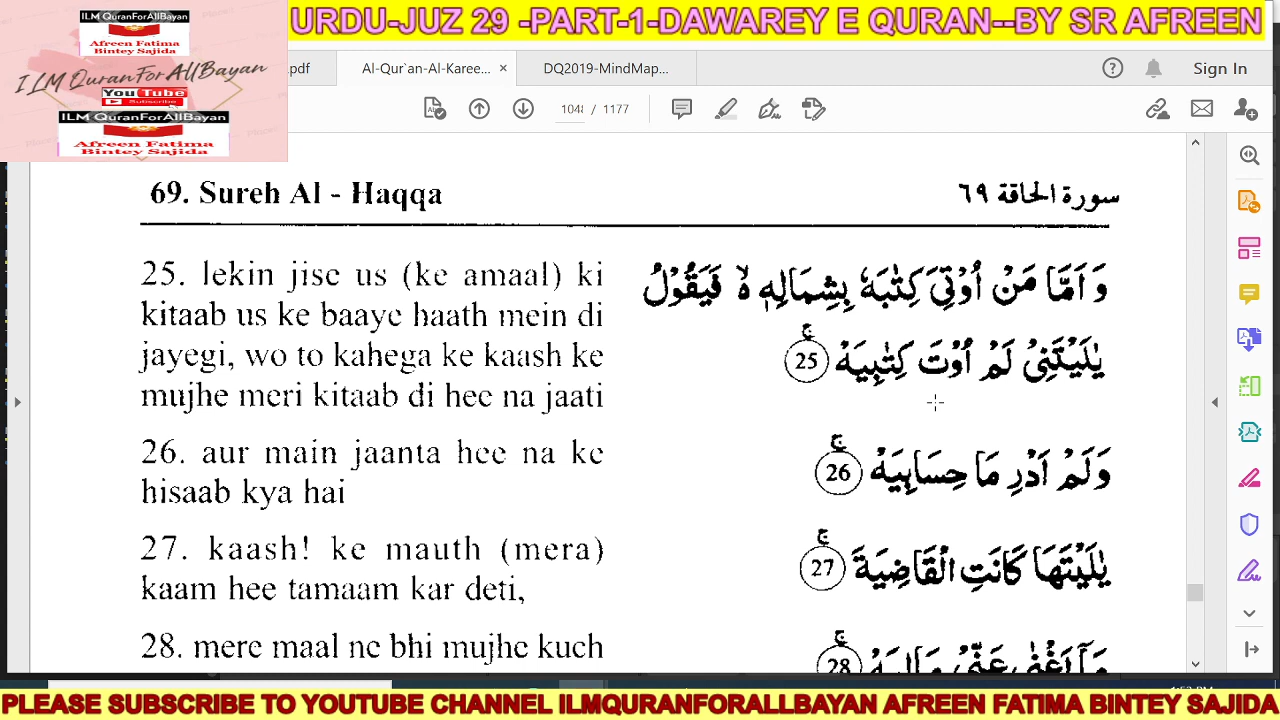 URDU-JUZ 29 -PART-1-DAWAREY E QURAN--BY SR AFREEN
ILM QuranForAllBayan
Afreen Fatima
Bintey Sajida
ILM QuranForAllBayan
YouTube
Subscribe
ILM QuranForAllBayan
Afreen Fatima
Bintey Sajida
.pdf
Al-Qur`an-Al-Karee... ×
DQ2019-MindMap...
Sign In
1048 / 1177
69. Sureh Al - Haqqa
سورة الحاقة ٦٩
25. lekin jise us (ke amaal) ki
kitaab us ke baaye haath mein di
jayegi, wo to kahega ke kaash ke
mujhe meri kitaab di hee na jaati
وَ اَمَّا مَنْ اُوْتِىَ كِتٰبَهٗ بِشِمَالِهٖ ۙ فَيَقُوْلُ
يٰلَيْتَنِىْ لَمْ اُوْتَ كِتٰبِيَهْ ۚ 25
26. aur main jaanta hee na ke
hisaab kya hai
وَلَمْ اَدْرِ مَا حِسَابِيَهْ ۚ 26
27. kaash! ke mauth (mera)
kaam hee tamaam kar deti,
يٰلَيْتَهَا كَانَتِ الْقَاضِيَةَ ۚ 27
28. mere maal ne bhi mujhe kuch
مَاۤ اَغْنٰى عَنِّىْ مَالِيَهْ ۚ 28
PLEASE SUBSCRIBE TO YOUTUBE CHANNEL ILMQURANFORALLBAYAN AFREEN FATIMA BINTEY SAJIDA